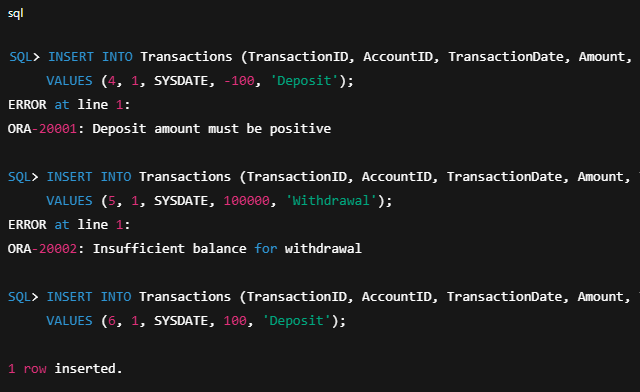 sql
SQL> INSERT INTO Transactions (TransactionID, AccountID, TransactionDate, Amount,
VALUES (4, 1, SYSDATE, -100, 'Deposit');
ERROR at line 1:
ORA-20001: Deposit amount must be positive
SQL> INSERT INTO Transactions (TransactionID, AccountID, TransactionDate, Amount,
VALUES (5, 1, SYSDATE, 100000, 'Withdrawal');
ERROR at line 1:
ORA-20002: Insufficient balance for withdrawal
SQL> INSERT INTO Transactions (TransactionID, AccountID, TransactionDate, Amount,
VALUES (6, 1, SYSDATE, 100, 'Deposit');
1 row inserted.